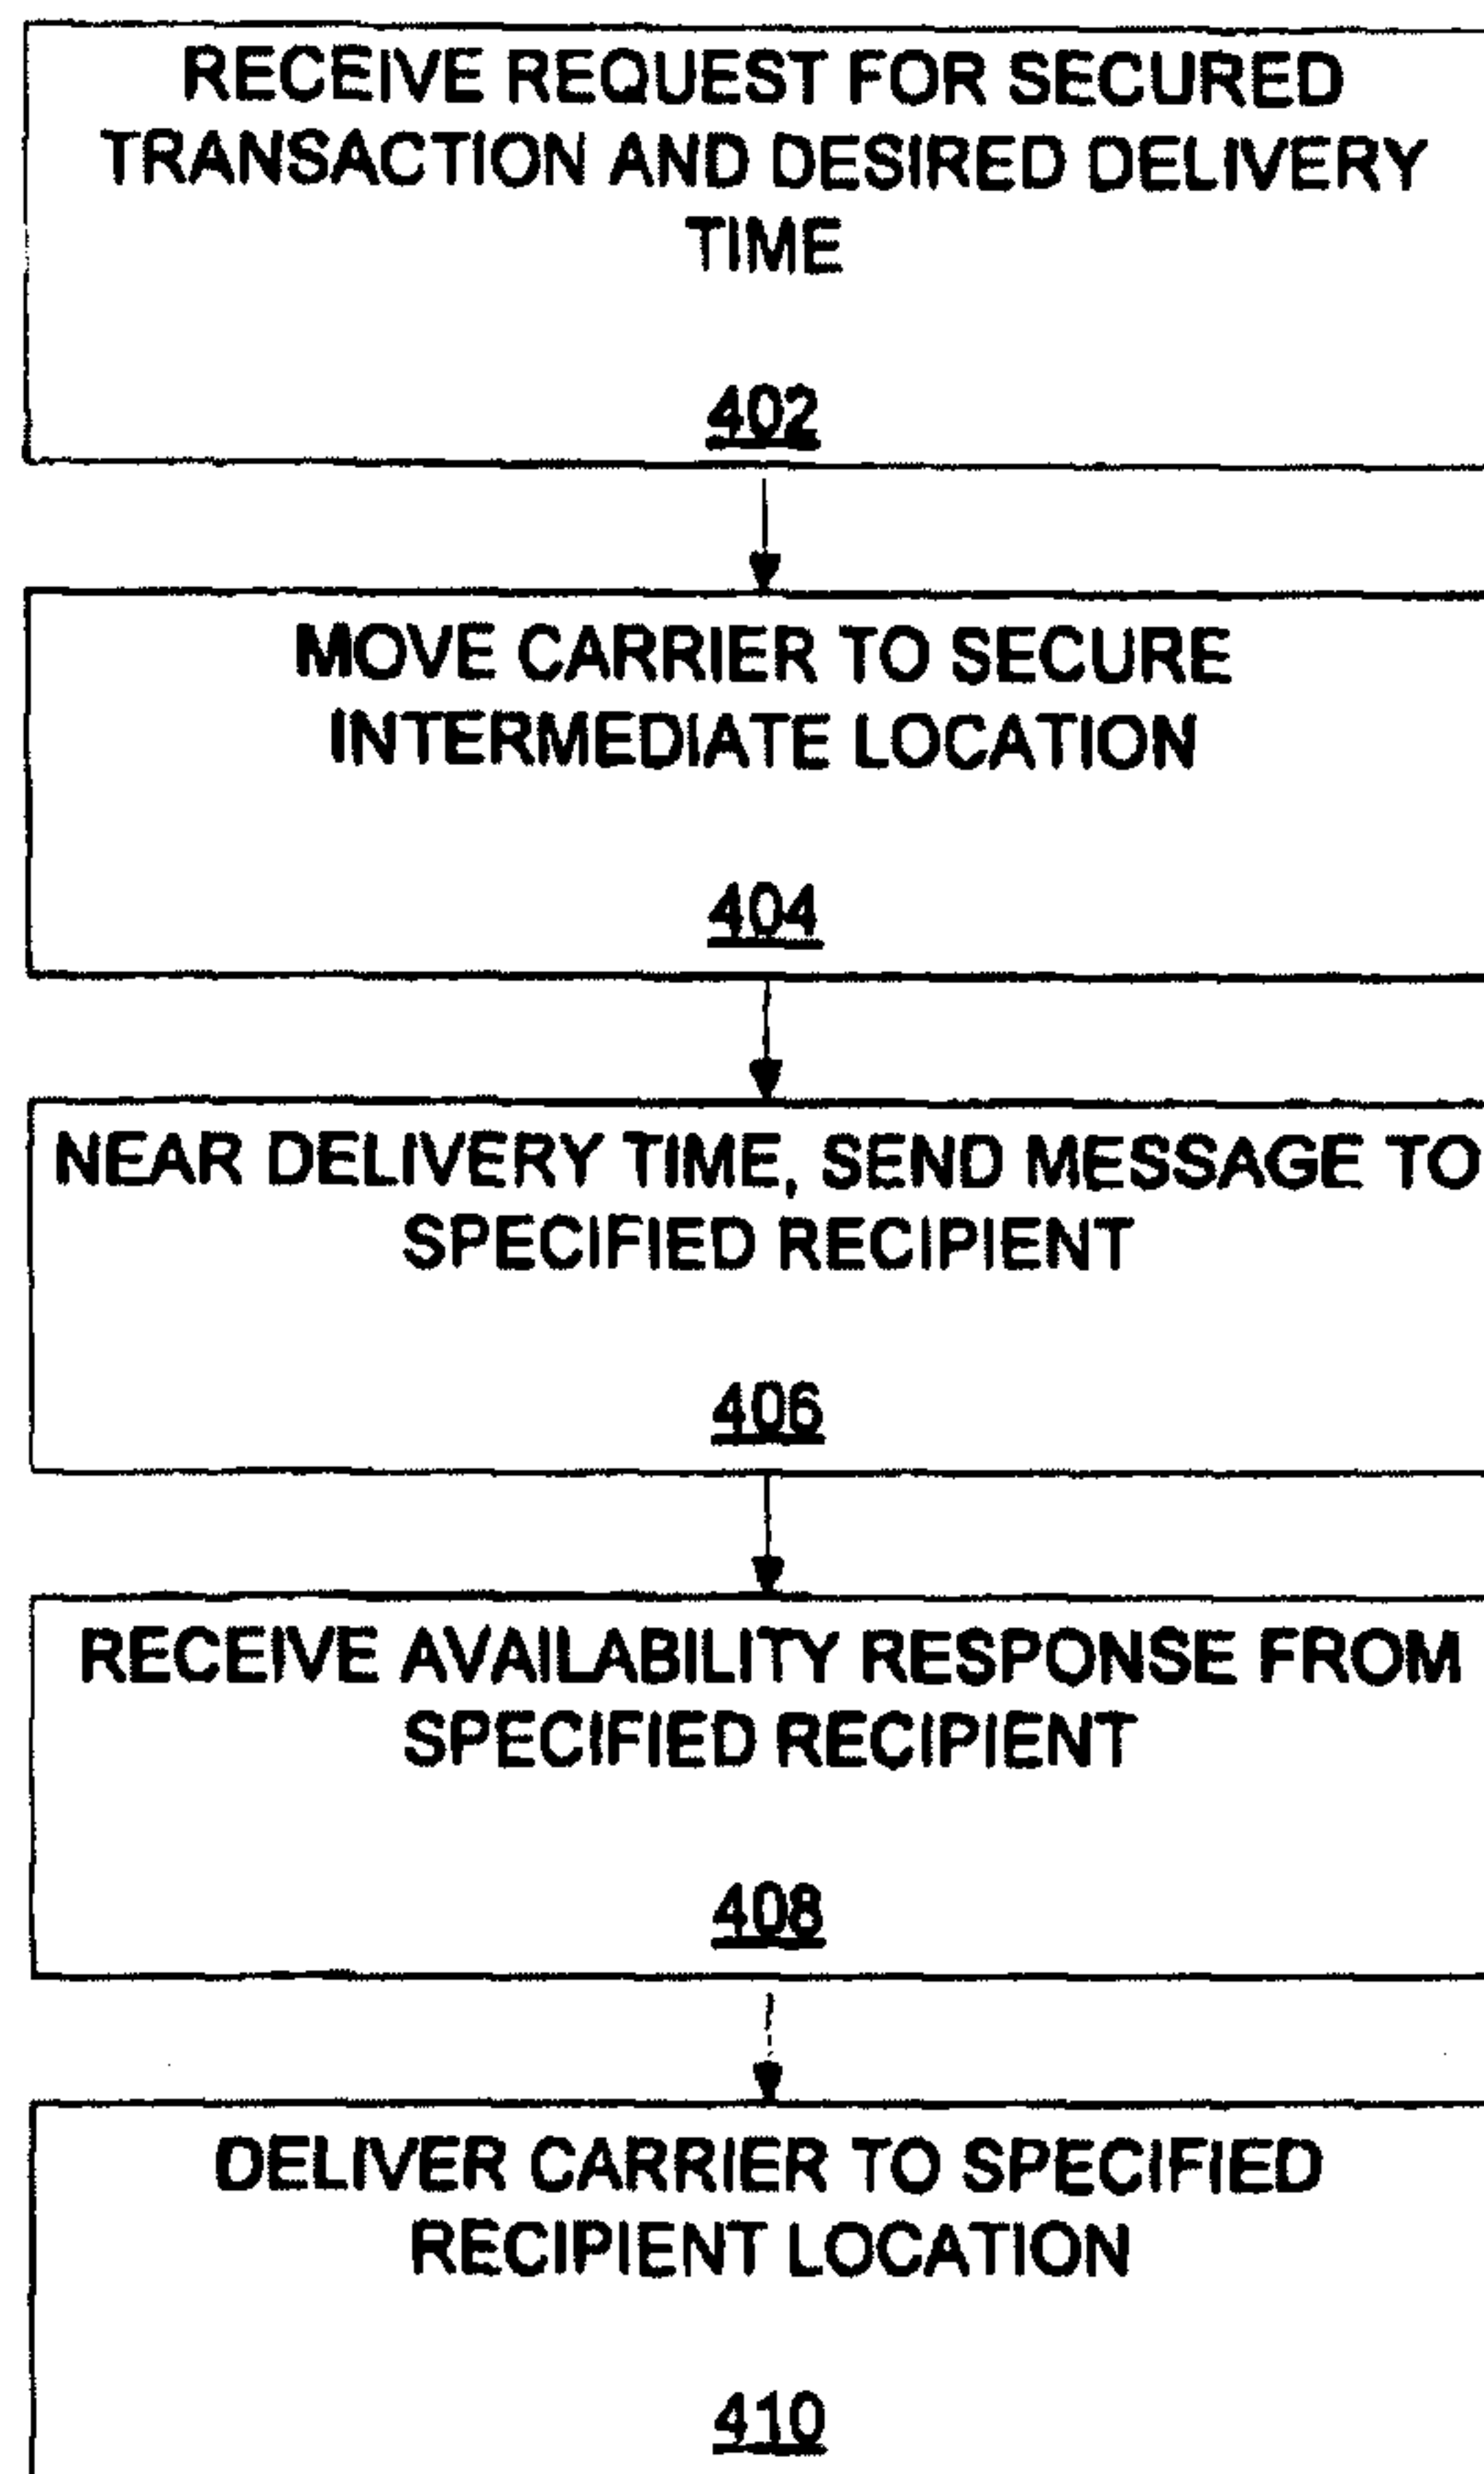 RECEIVE REQUEST FOR SECURED
TRANSACTION AND DESIRED DELIVERY
TIME
402
MOVE CARRIER TO SECURE
INTERMEDIATE LOCATION
404
NEAR DELIVERY TIME, SEND MESSAGE TO
SPECIFIED RECIPIENT
406
RECEIVE AVAILABILITY RESPONSE FROM
SPECIFIED RECIPIENT
408
DELIVER CARRIER TO SPECIFIED
RECIPIENT LOCATION
410